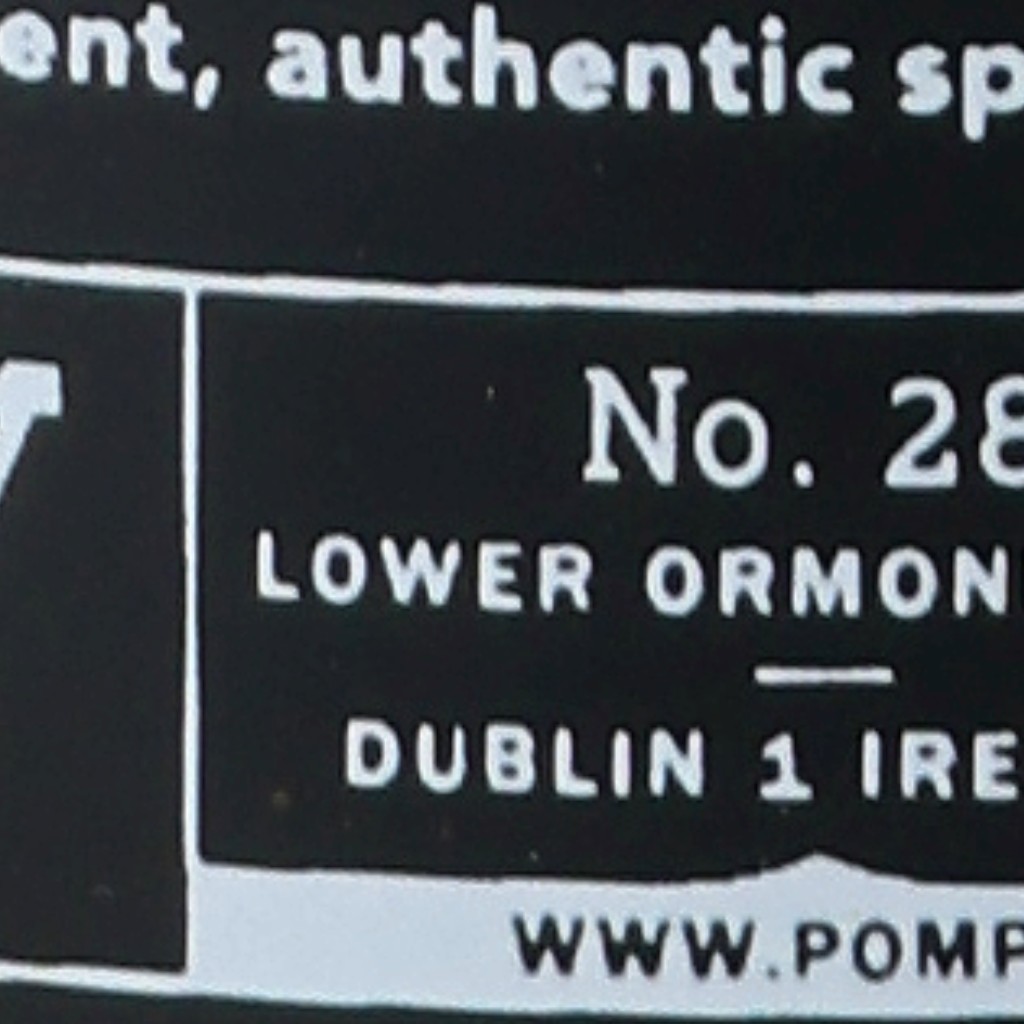 ent, authentic sp
No. 28
LOWER ORMON
DUBLIN 1 IRE
WWW.POMP